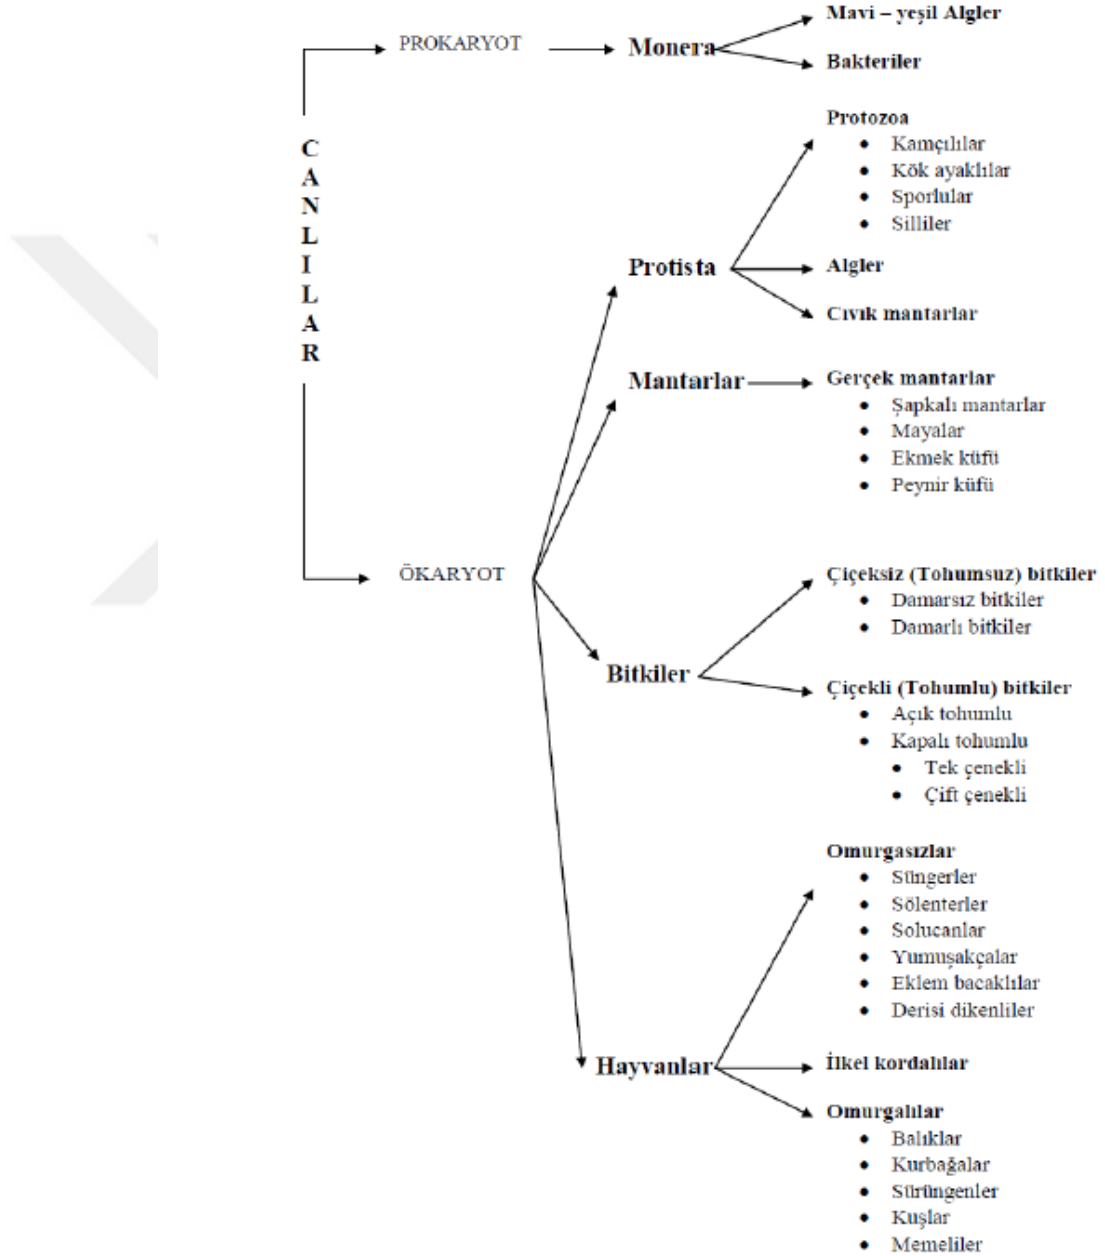 PROKARYOT
Monera
Mavi – yeşil Algler
Bakteriler
CANLILAR
Protista
Protozoa
• Kamçılılar
• Kök ayaklılar
• Sporlular
• Silliler
Algler
Cıvık mantarlar
Mantarlar
Gerçek mantarlar
• Şapkalı mantarlar
• Mayalar
• Ekmek küfü
• Peynir küfü
ÖKARYOT
Bitkiler
Çiçeksiz (Tohumsuz) bitkiler
• Damarsız bitkiler
• Damarlı bitkiler
Çiçekli (Tohumlu) bitkiler
• Açık tohumlu
• Kapalı tohumlu
• Tek çenekli
• Çift çenekli
Hayvanlar
Omurgasızlar
• Süngerler
• Sölenterler
• Solucanlar
• Yumuşakçalar
• Eklem bacaklılar
• Derisi dikenliler
İlkel kordalılar
Omurgalılar
• Balıklar
• Kurbağalar
• Sürüngenler
• Kuşlar
• Memeliler